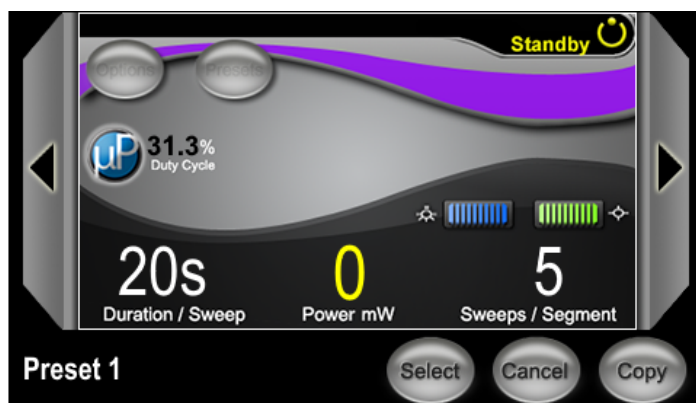 Standby
Options Presets
µP 31.3%
Duty Cycle
20s 0 5
Duration / Sweep Power mW Sweeps / Segment
Preset 1 Select Cancel Copy